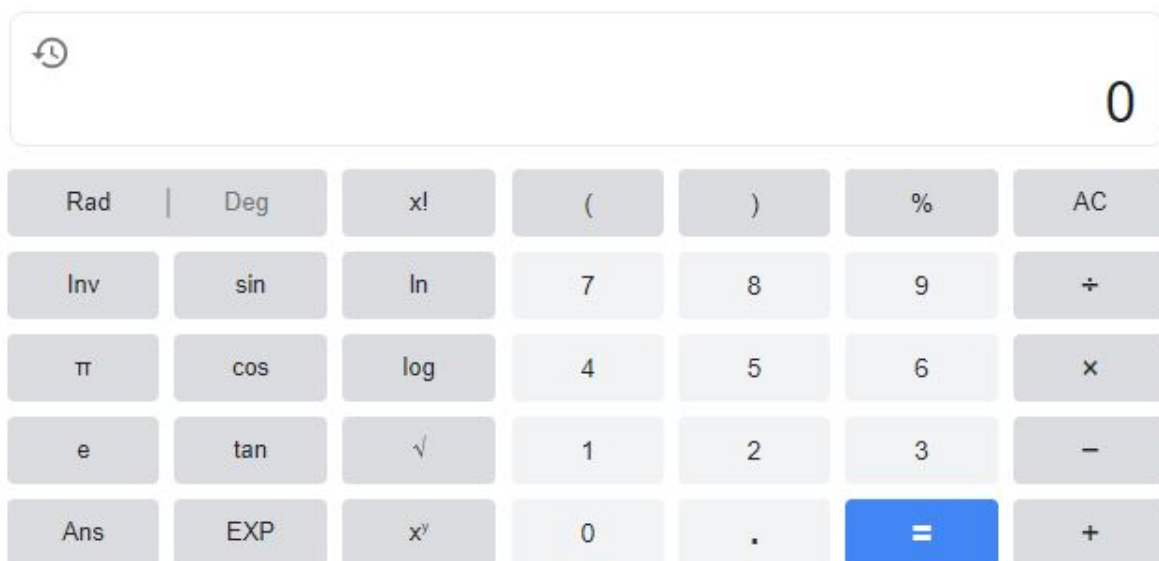 0
Rad | Deg x! ( ) % AC
Inv sin ln 7 8 9 ÷
π cos log 4 5 6 ×
e tan √ 1 2 3 −
Ans EXP xʸ 0 . = +